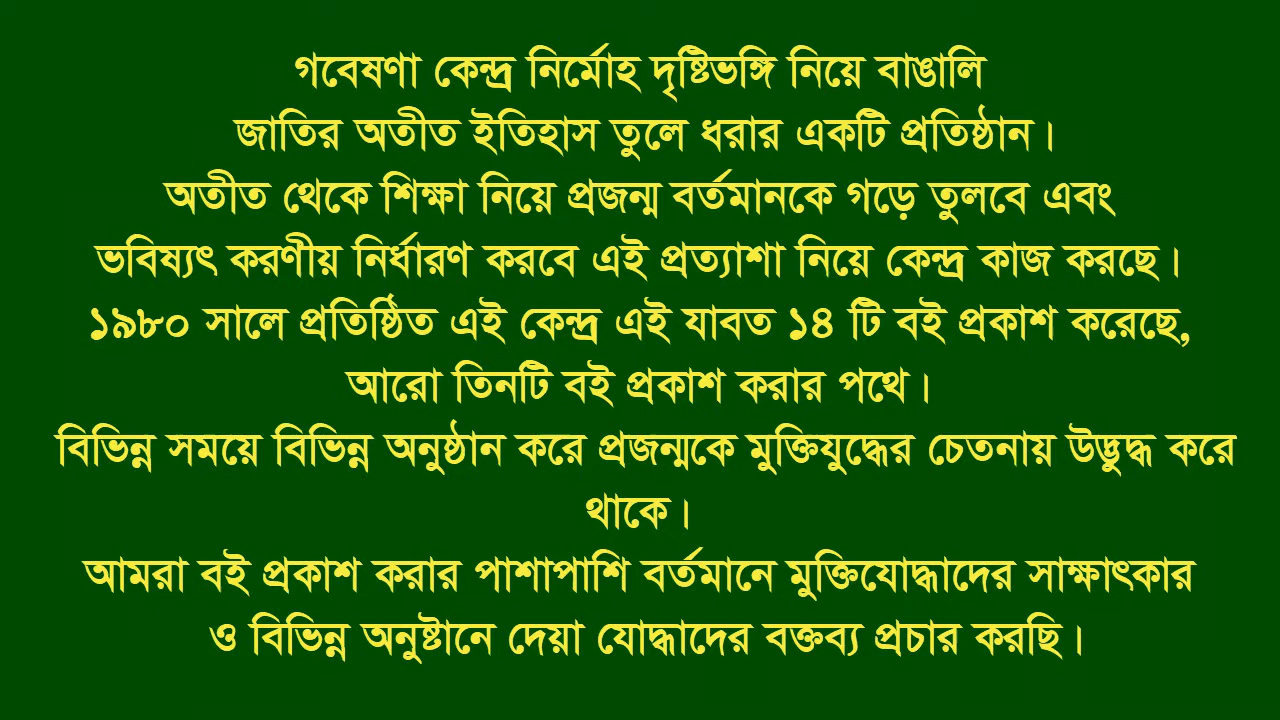 গবেষণা কেন্দ্র নির্মোহ দৃষ্টিভঙ্গি নিয়ে বাঙালি
জাতির অতীত ইতিহাস তুলে ধরার একটি প্রতিষ্ঠান।
অতীত থেকে শিক্ষা নিয়ে প্রজন্ম বর্তমানকে গড়ে তুলবে এবং
ভবিষ্যৎ করণীয় নির্ধারণ করবে এই প্রত্যাশা নিয়ে কেন্দ্র কাজ করছে।
১৯৮০ সালে প্রতিষ্ঠিত এই কেন্দ্র এই যাবত ১৪ টি বই প্রকাশ করেছে,
আরো তিনটি বই প্রকাশ করার পথে।
বিভিন্ন সময়ে বিভিন্ন অনুষ্ঠান করে প্রজন্মকে মুক্তিযুদ্ধের চেতনায় উদ্ভুদ্ধ করে
থাকে।
আমরা বই প্রকাশ করার পাশাপাশি বর্তমানে মুক্তিযোদ্ধাদের সাক্ষাৎকার
ও বিভিন্ন অনুষ্টানে দেয়া যোদ্ধাদের বক্তব্য প্রচার করছি।